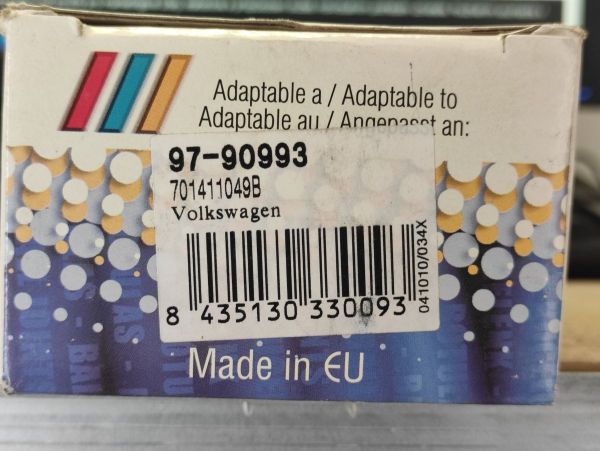 Adaptable a / Adaptable to
Adaptable au / Angepasst an:
97-90993
701411049B
Volkswagen
8 435130 330093
041010/034X
Made in EU